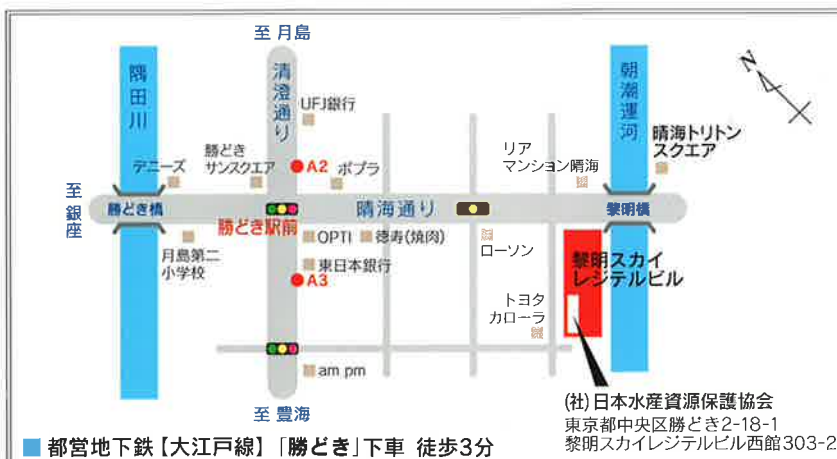 至 月島
隅田川
清澄通り
朝潮運河
N
UFJ銀行
晴海トリトン
スクエア
デニーズ
勝どき
サンスクエア
A2
ポプラ
リア
マンション晴海
至 銀座
勝どき橋
晴海通り
黎明橋
勝どき駅前
月島第二
小学校
OPTI
徳寿(焼肉)
ローソン
東日本銀行
A3
黎明スカイ
レジテルビル
トヨタ
カローラ
am pm
至 豊海
(社)日本水産資源保護協会
東京都中央区勝どき2-18-1
黎明スカイレジテルビル西館303-2
都営地下鉄【大江戸線】「勝どき」下車 徒歩3分